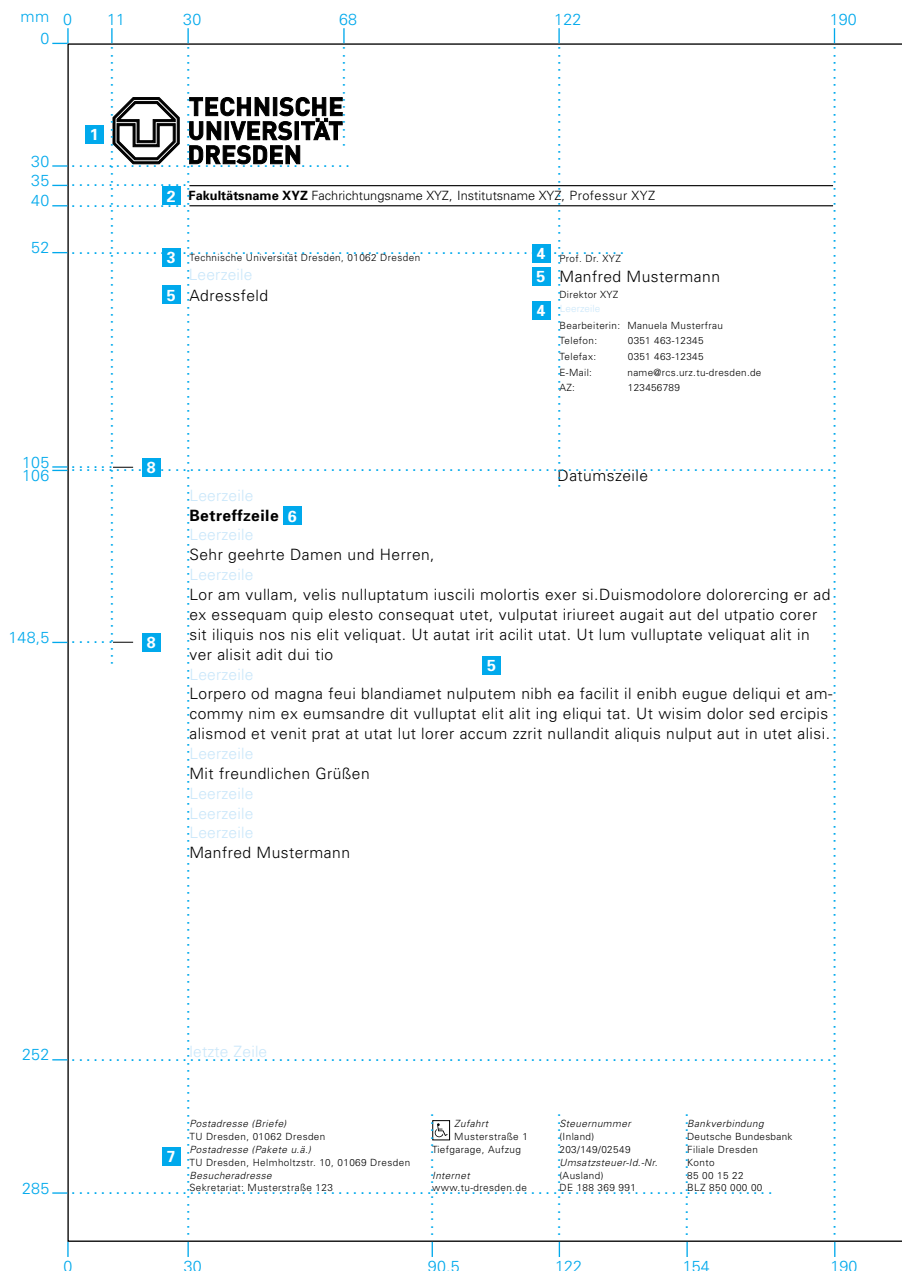 mm 0 11 30 68 122 190
0
TECHNISCHE
UNIVERSITÄT
DRESDEN
1
30
35
2 Fakultätsname XYZ Fachrichtungsname XYZ, Institutsname XYZ, Professur XYZ
40
52
3 Technische Universität Dresden, 01062 Dresden
Leerzeile
5 Adressfeld
4 Prof. Dr. XYZ
5 Manfred Mustermann
Direktor XYZ
4 Leerzeile
Bearbeiterin: Manuela Musterfrau
Telefon: 0351 463-12345
Telefax: 0351 463-12345
E-Mail: name@rcs.urz.tu-dresden.de
AZ: 123456789
105 8
106 Datumszeile
Leerzeile
Betreffzeile 6
Leerzeile
Sehr geehrte Damen und Herren,
Leerzeile
Lor am vullam, velis nulluptatum iuscili molortis exer si.Duismodolore dolorercing er ad
ex essequam quip elesto consequat utet, vulputat iriureet augait aut del utpatio corer
sit iliquis nos nis elit veliquat. Ut autat irit acilit utat. Ut lum vulluptate veliquat alit in
148,5 8
ver alisit adit dui tio
Leerzeile 5
Lorpero od magna feui blandiamet nulputem nibh ea facilit il enibh eugue deliqui et am-
commy nim ex eumsandre dit vulluptat elit alit ing eliqui tat. Ut wisim dolor sed ercipis
alismod et venit prat at utat lut lorer accum zzrit nullandit aliquis nulput aut in utet alisi.
Leerzeile
Mit freundlichen Grüßen
Leerzeile
Leerzeile
Leerzeile
Manfred Mustermann
252 letzte Zeile
7
Postadresse (Briefe)
TU Dresden, 01062 Dresden
Postadresse (Pakete u.ä.)
TU Dresden, Helmholtzstr. 10, 01069 Dresden
Besucheradresse
Sekretariat: Musterstraße 123
Zufahrt
Musterstraße 1
Tiefgarage, Aufzug
Internet
www.tu-dresden.de
Steuernummer
(Inland)
203/149/02549
Umsatzsteuer-Id.-Nr.
(Ausland)
DE 188 369 991
Bankverbindung
Deutsche Bundesbank
Filiale Dresden
Konto
85 00 15 22
BLZ 850 000 00
285
0 30 90.5 122 154 190